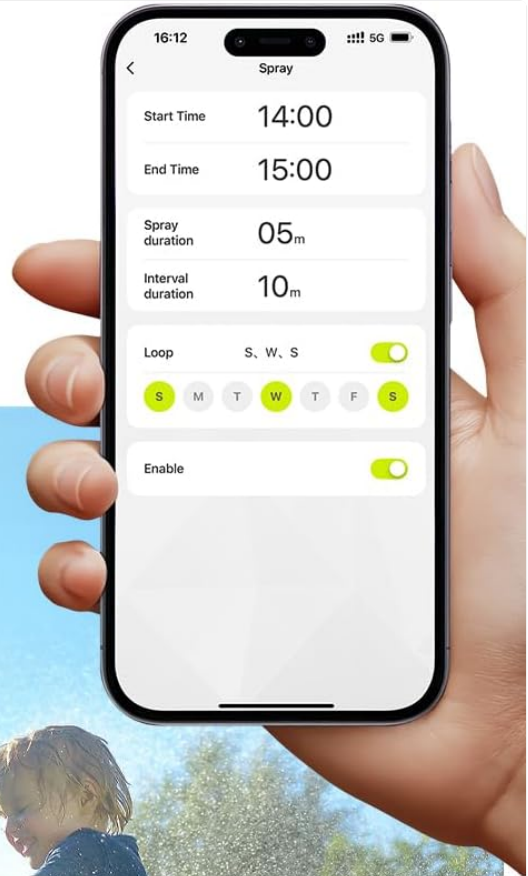 16:12
5G
Spray
Start Time 14:00
End Time 15:00
Spray
duration 05m
Interval
duration 10m
Loop S、W、S
S M T W T F S
Enable